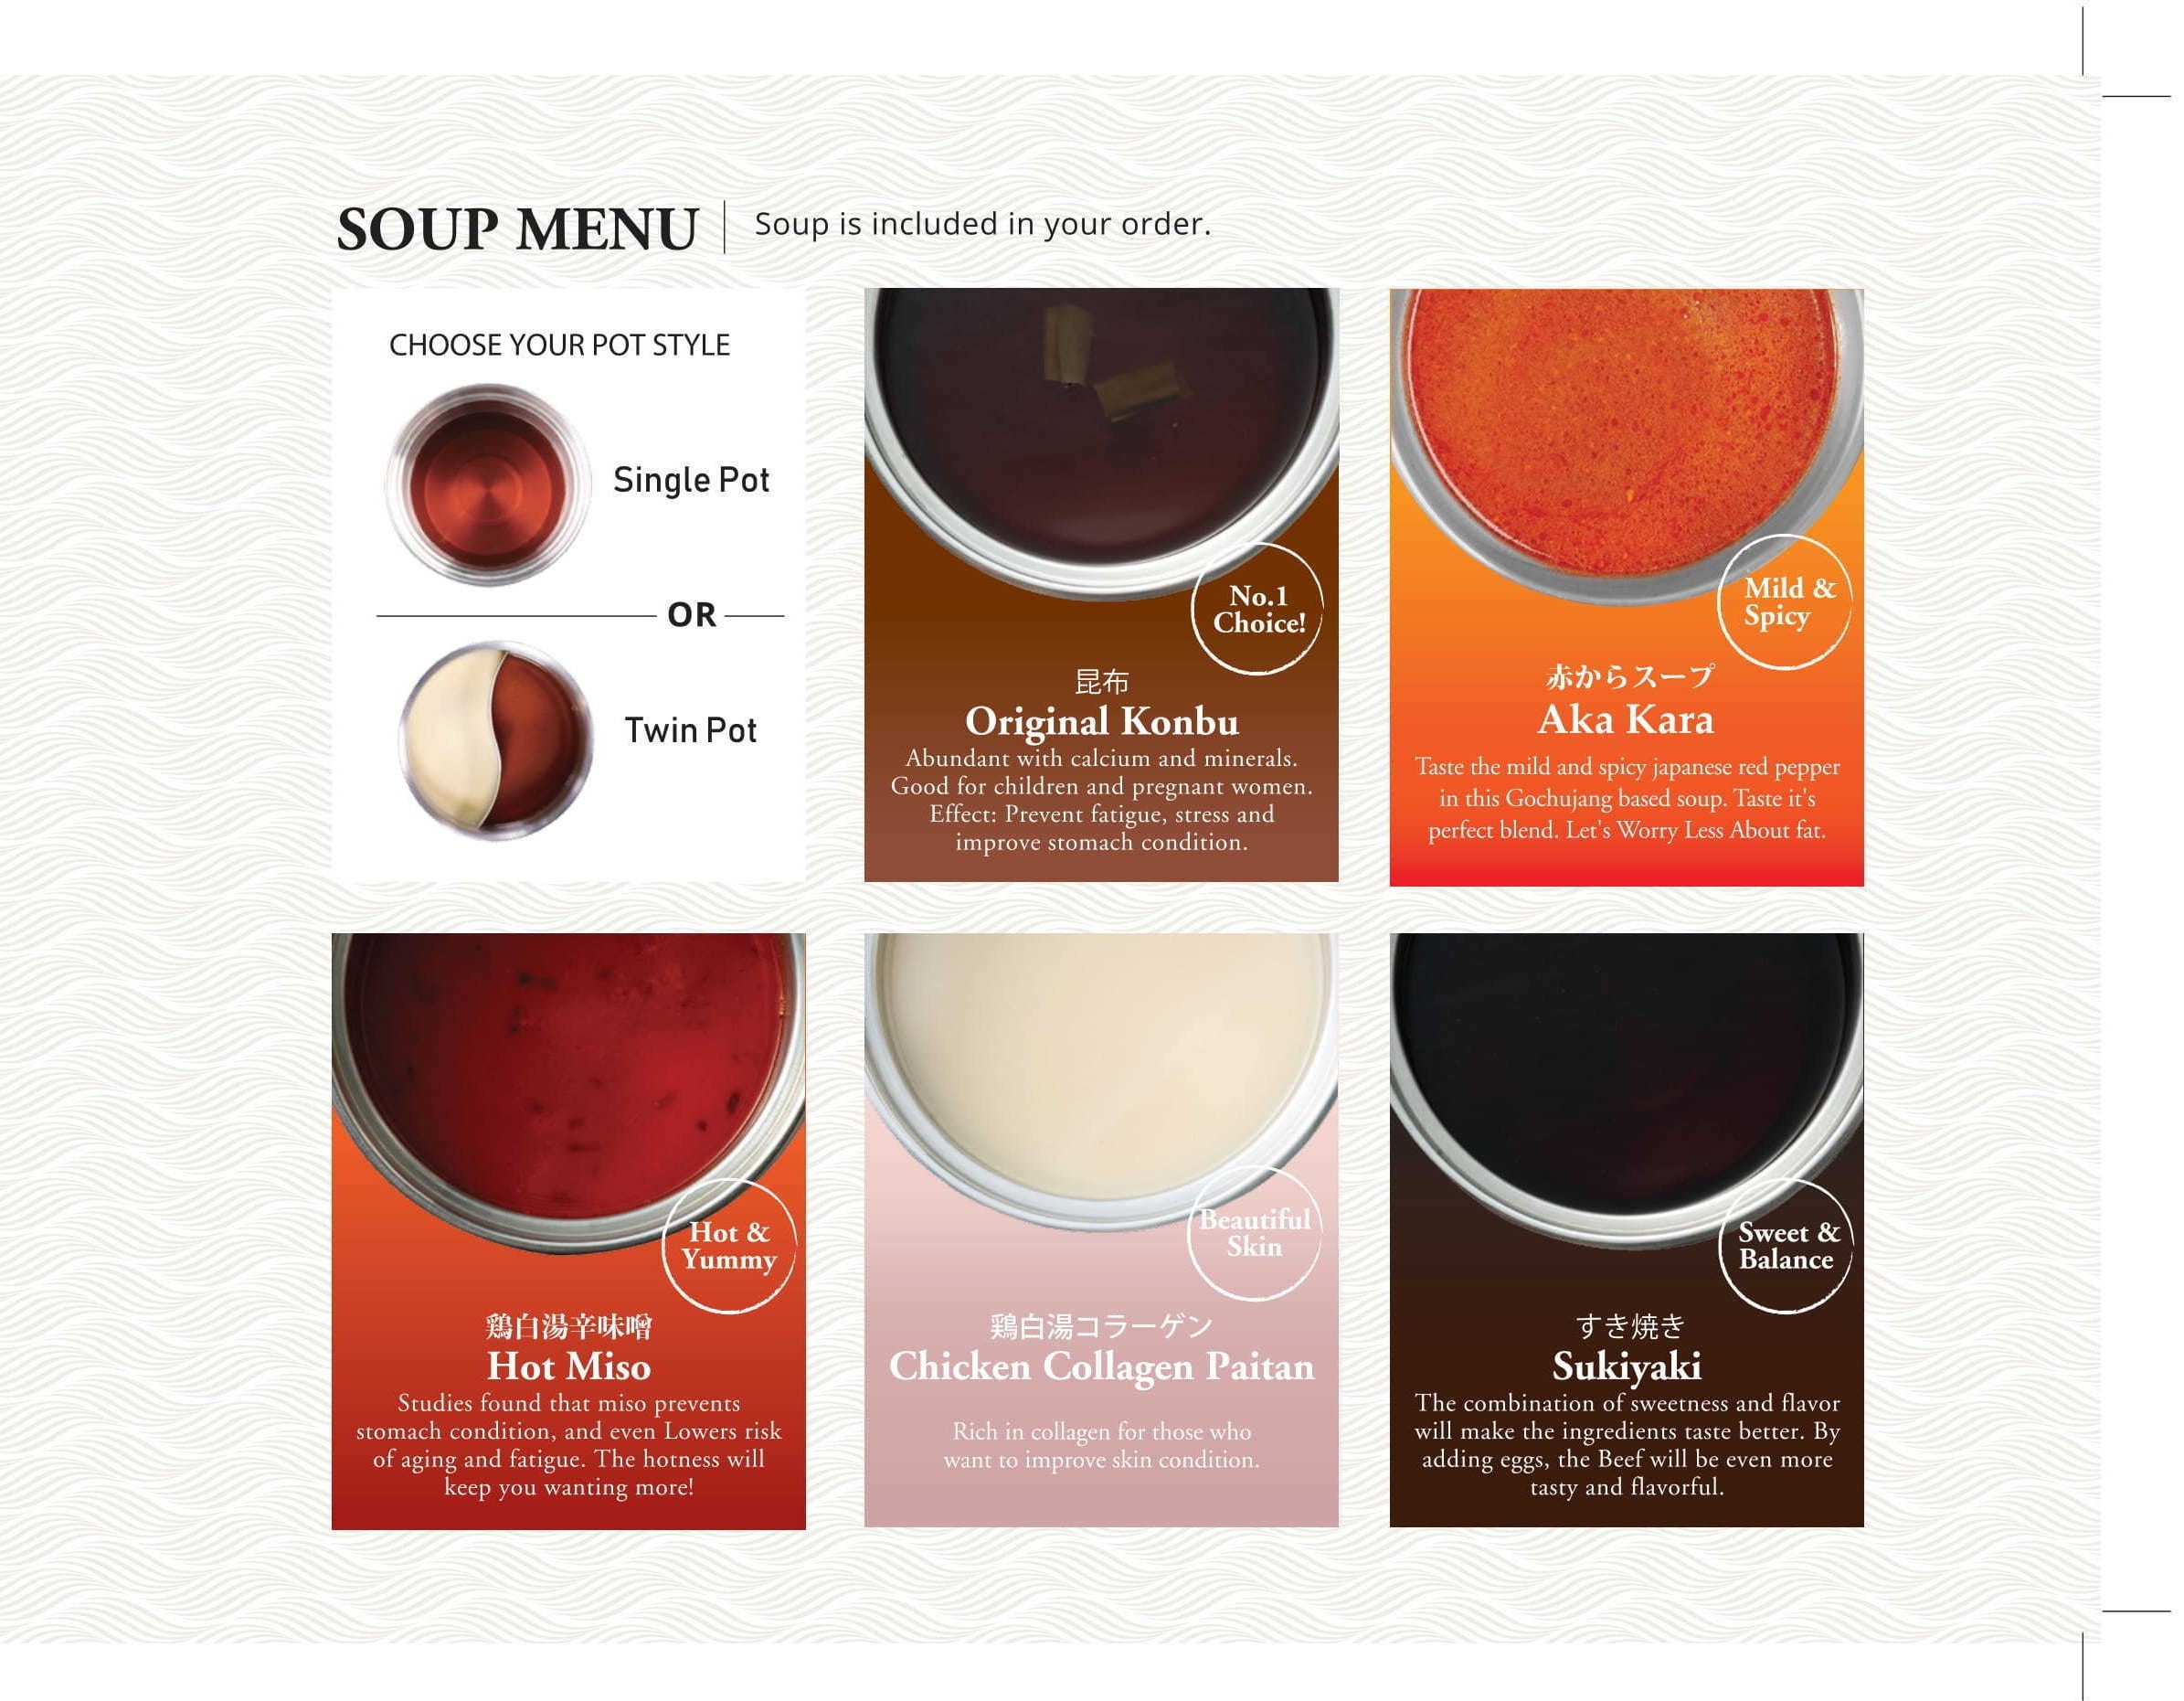 SOUP MENU
Soup is included in your order.
CHOOSE YOUR POT STYLE
Single Pot
OR
Twin Pot
No.1
Choice!
昆布
Original Konbu
Abundant with calcium and minerals.
Good for children and pregnant women.
Effect: Prevent fatigue, stress and
improve stomach condition.
Mild &
Spicy
赤からスープ
Aka Kara
Taste the mild and spicy japanese red pepper
in this Gochujang based soup. Taste it's
perfect blend. Let's Worry Less About fat.
Hot &
Yummy
鶏白湯辛味噌
Hot Miso
Studies found that miso prevents
stomach condition, and even Lowers risk
of aging and fatigue. The hotness will
keep you wanting more!
Beautiful
Skin
鶏白湯コラーゲン
Chicken Collagen Paitan
Rich in collagen for those who
want to improve skin condition.
Sweet &
Balance
すき焼き
Sukiyaki
The combination of sweetness and flavor
will make the ingredients taste better. By
adding eggs, the Beef will be even more
tasty and flavorful.